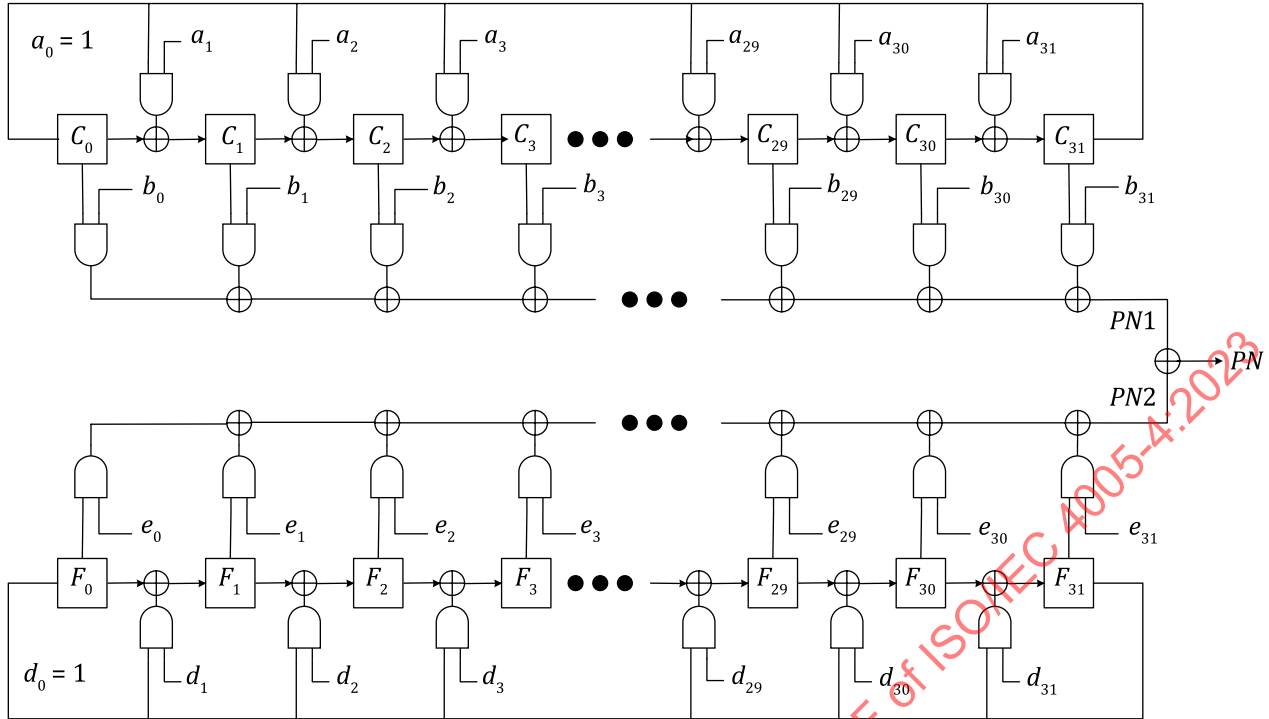 a₀ = 1 a₁ a₂ a₃ a₂₉ a₃₀ a₃₁
C₀ C₁ C₂ C₃ C₂₉ C₃₀ C₃₁
b₀ b₁ b₂ b₃ b₂₉ b₃₀ b₃₁
PN1
PN
PN2
e₀ e₁ e₂ e₃ e₂₉ e₃₀ e₃₁
F₀ F₁ F₂ F₃ F₂₉ F₃₀ F₃₁
d₀ = 1 d₁ d₂ d₃ d₂₉ d₃₀ d₃₁
of ISO/IEC 4005-4:2023